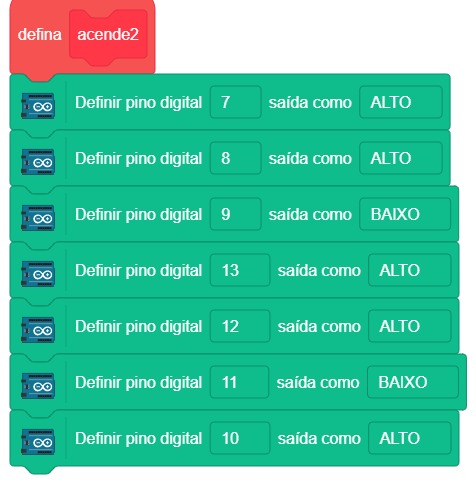 defina acende2
Definir pino digital 7 saída como ALTO
Definir pino digital 8 saída como ALTO
Definir pino digital 9 saída como BAIXO
Definir pino digital 13 saída como ALTO
Definir pino digital 12 saída como ALTO
Definir pino digital 11 saída como BAIXO
Definir pino digital 10 saída como ALTO